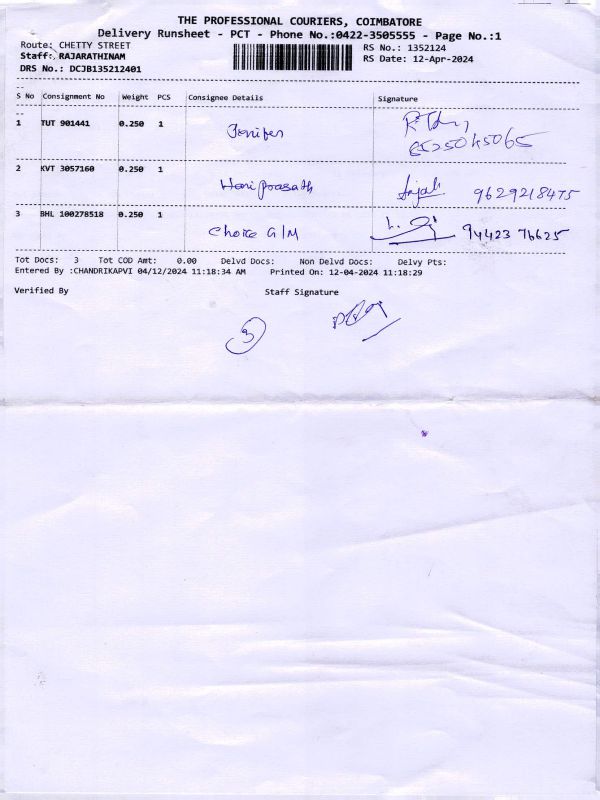 THE PROFESSIONAL COURIERS, COIMBATORE
Delivery Runsheet - PCT - Phone No.:0422-3505555 - Page No.:1
Route: CHETTY STREET RS No.: 1352124
Staff: RAJARATHINAM RS Date: 12-Apr-2024
DRS No.: DCJB135212401
S No Consignment No Weight PCS Consignee Details Signature
1 TUT 901441 0.250 1 Jenifer
2 KVT 3057160 0.250 1 Hariprasath Anjali 9629218475
3 BHL 100278518 0.250 1 Choice G/M 94423 76625
Tot Docs: 3 Tot COD Amt: 0.00 Delvd Docs: Non Delvd Docs: Delvy Pts:
Entered By :CHANDRIKAPVI 04/12/2024 11:18:34 AM Printed On: 12-04-2024 11:18:29
Verified By Staff Signature
3